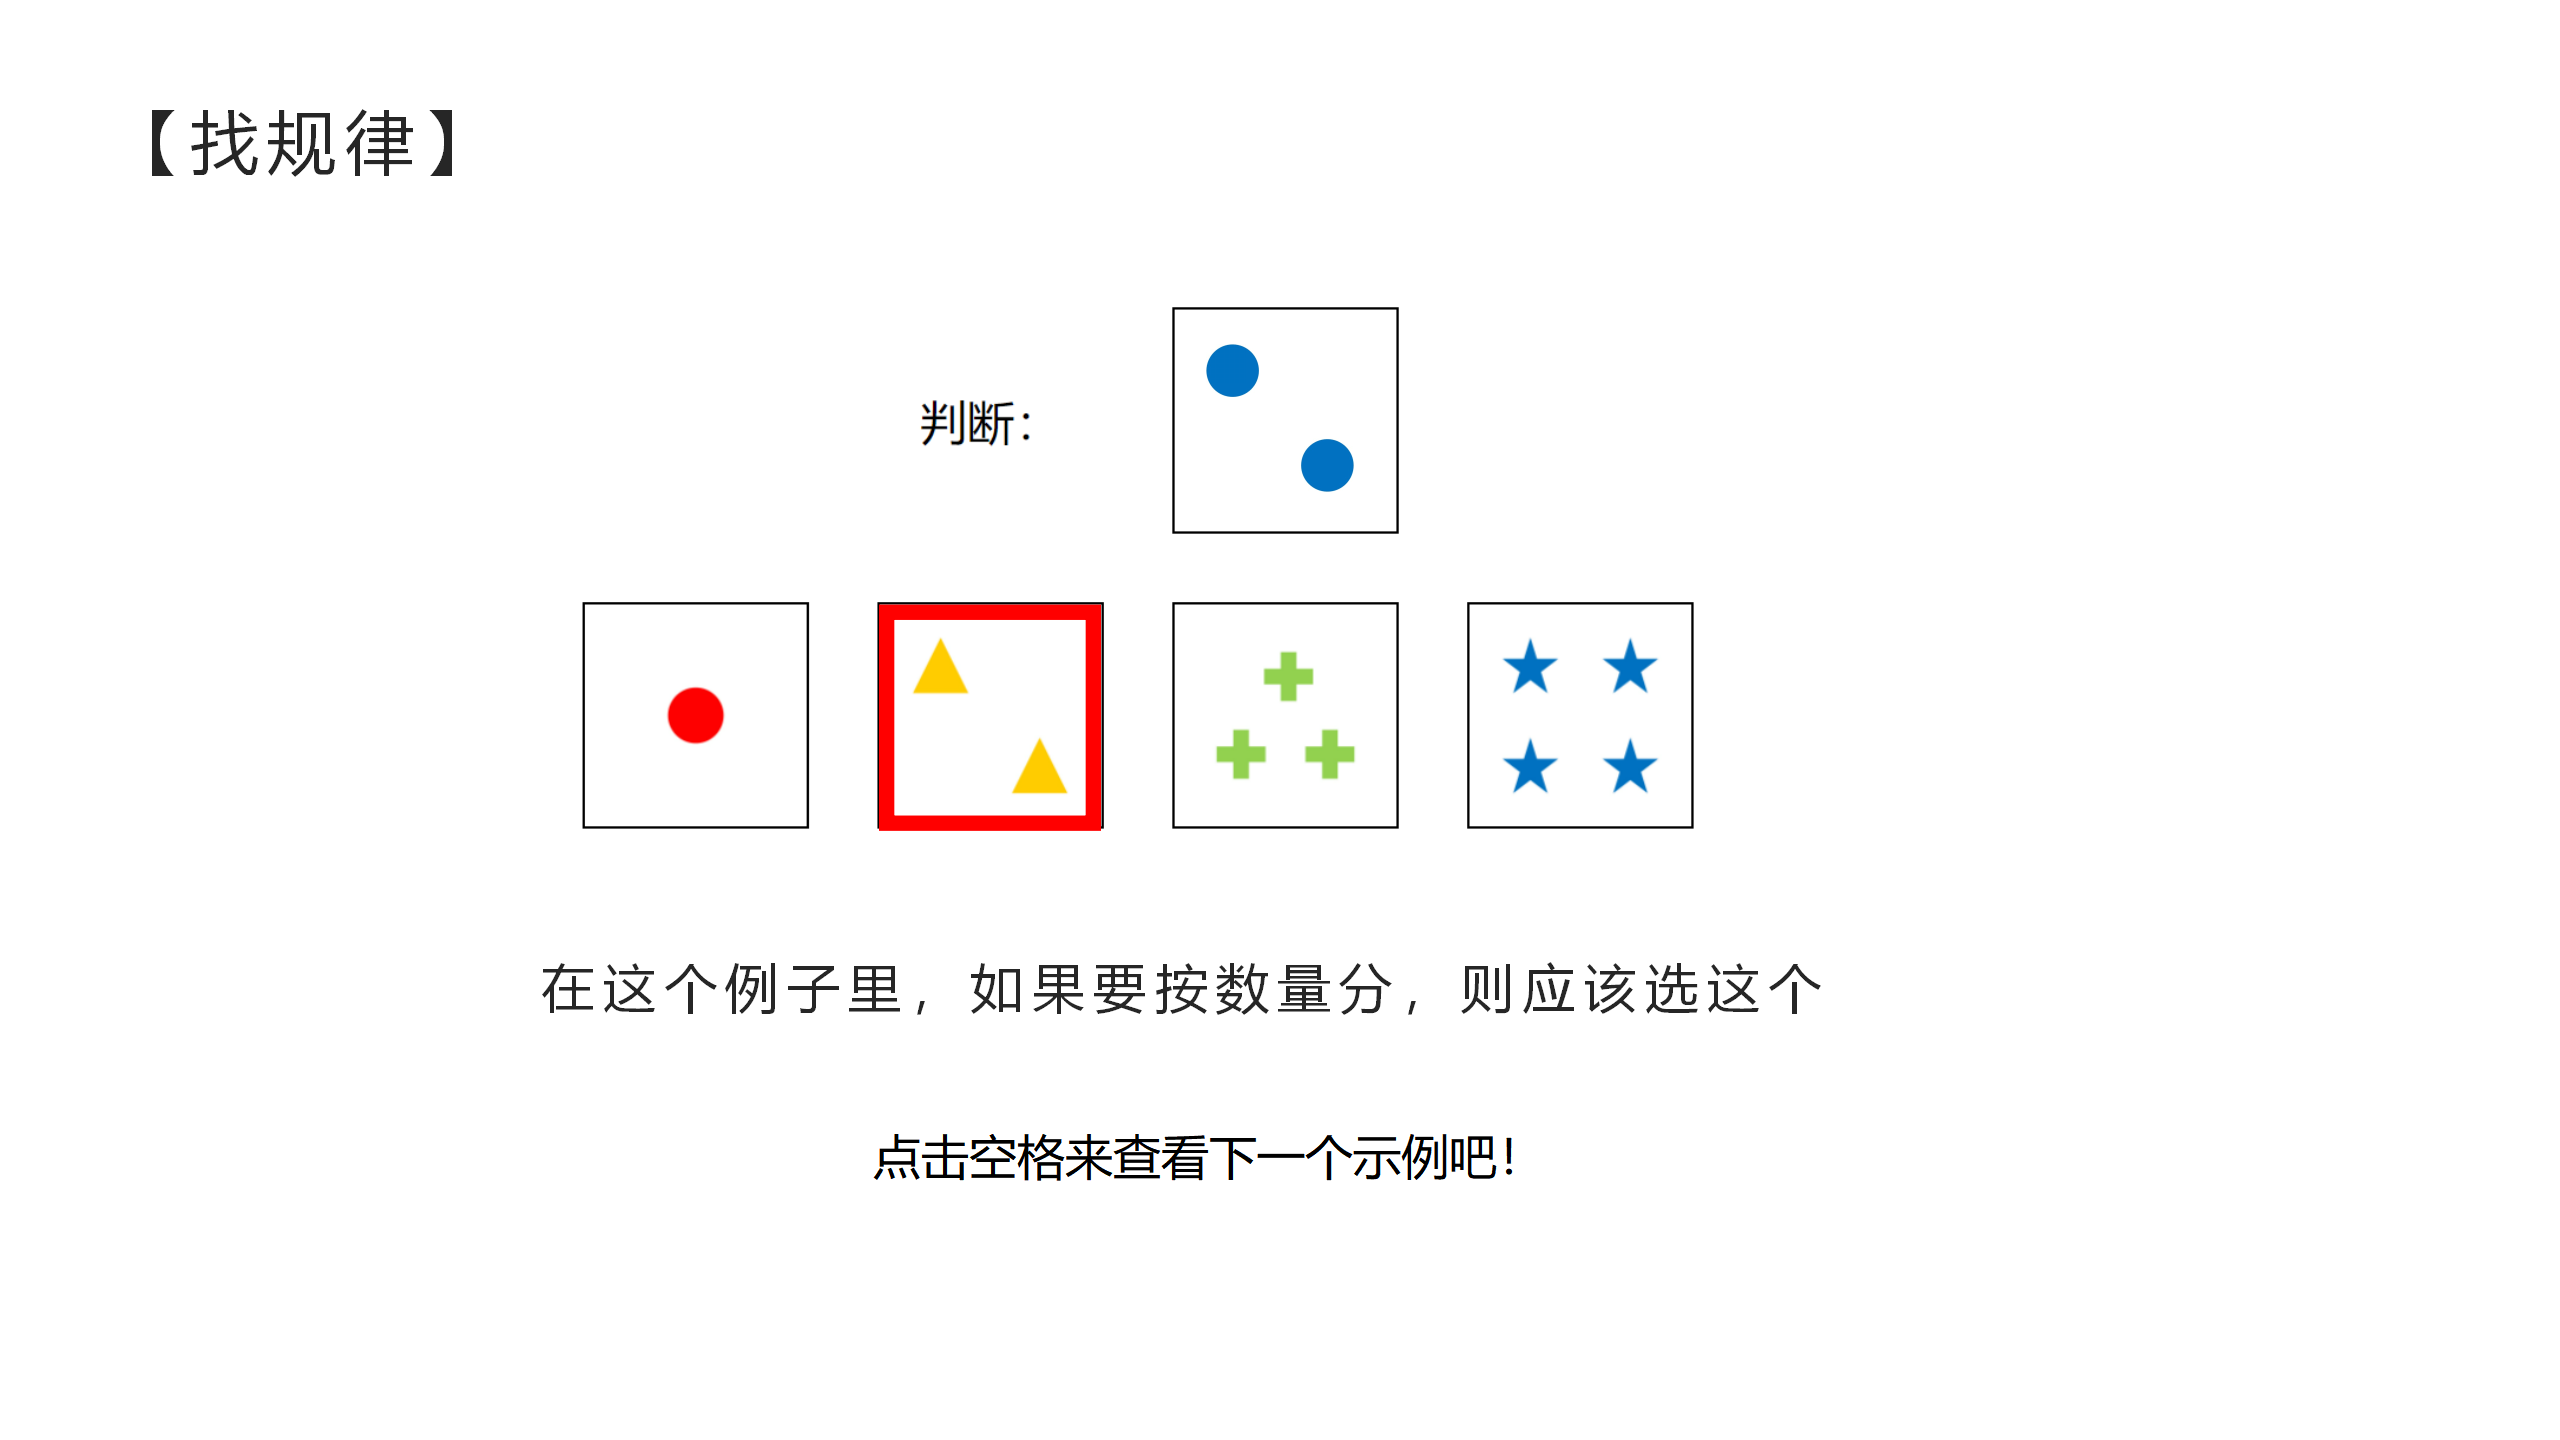 【找规律】
判断：
在这个例子里，如果要按数量分，则应该选这个
点击空格来查看下一个示例吧！